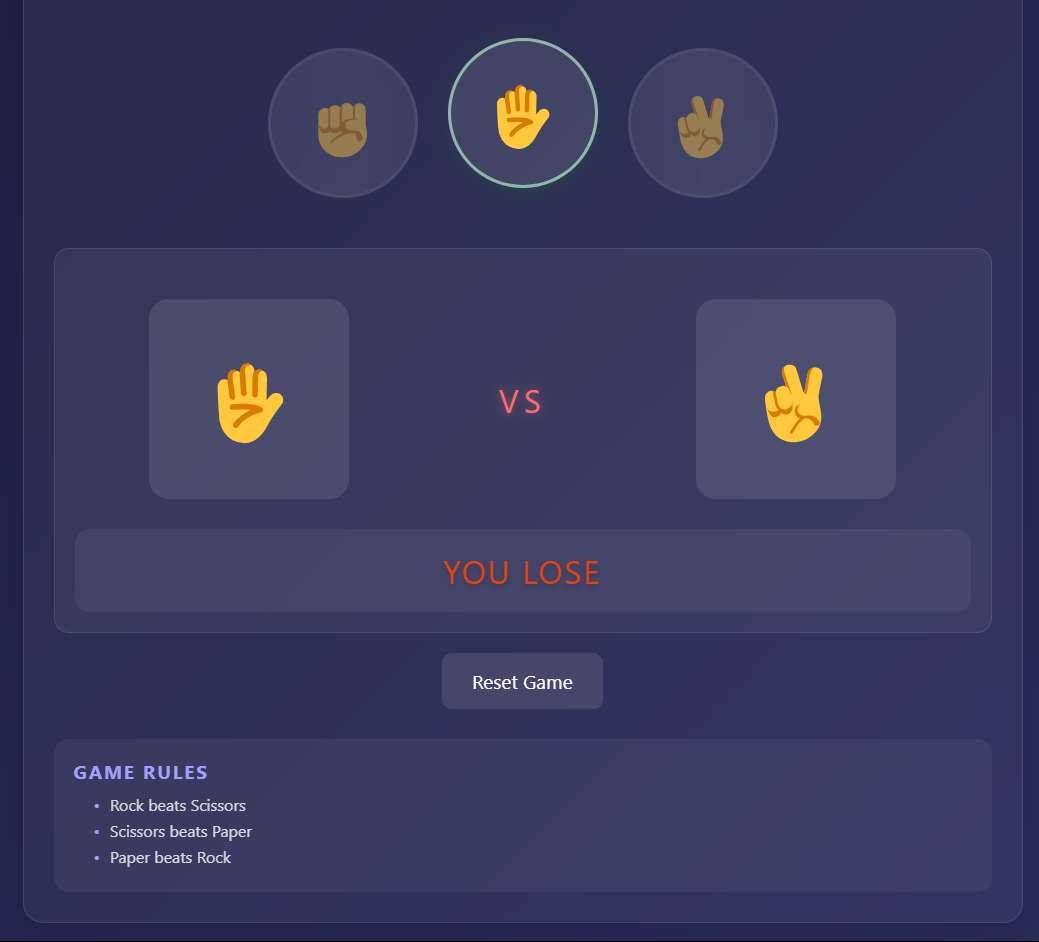 VS
YOU LOSE
Reset Game
GAME RULES
• Rock beats Scissors
• Scissors beats Paper
• Paper beats Rock